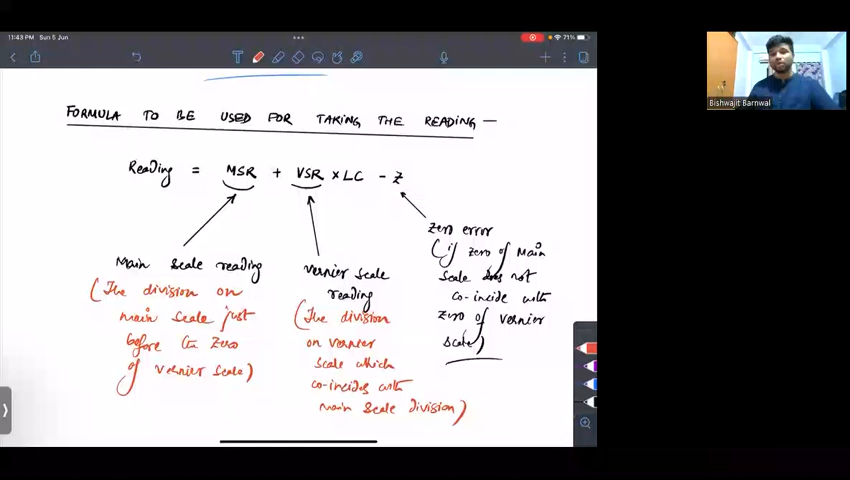 11:43 PM Sun 5 Jun
71%
FORMULA TO BE USED FOR TAKING THE READING —
Reading = MSR + VSR × LC - Z
Main scale reading
(The division on
main scale just
before the zero
of vernier scale)
vernier scale
reading
(The division
on vernier
scale which
co-incides with
main scale division)
zero error
(if zero of Main
scale does not
co-incide with
zero of vernier
scale)
Bishwajit Barnwal